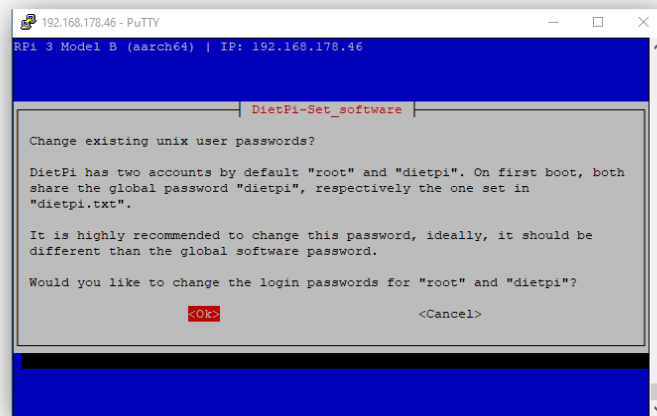 192.168.178.46 - PuTTY
RPi 3 Model B (aarch64) | IP: 192.168.178.46
DietPi-Set_software
Change existing unix user passwords?
DietPi has two accounts by default "root" and "dietpi". On first boot, both
share the global password "dietpi", respectively the one set in
"dietpi.txt".
It is highly recommended to change this password, ideally, it should be
different than the global software password.
Would you like to change the login passwords for "root" and "dietpi"?
<Ok> <Cancel>